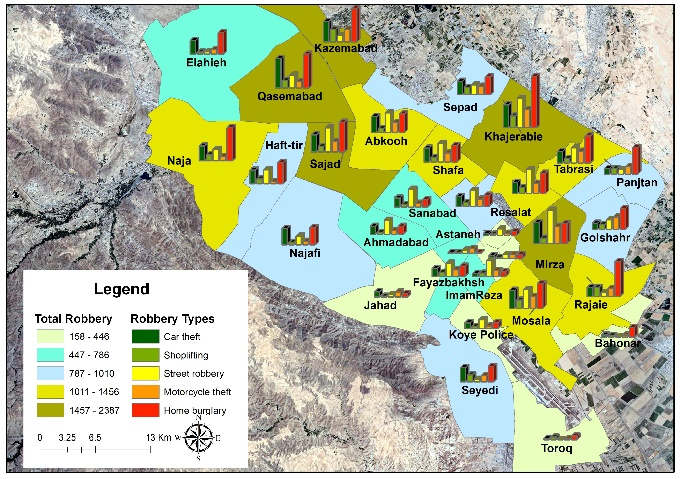 Kazemabad
Elahieh
Qasemabad
Sepad
Khajerabie
Abkooh
Haft-tir
Sajad
Naja
Shafa
Tabrasi
Panjtan
Sanabad
Resalat
Astaneh
Ahmadabad
Golshahr
Najafi
Mirza
Fayazbakhsh
ImamReza
Jahad
Mosala
Rajaie
Koye Police
Bahonar
Seyedi
Toroq
Legend
Total Robbery
158 - 446
447 - 786
787 - 1010
1011 - 1456
1457 - 2387
Robbery Types
Car theft
Shoplifting
Street robbery
Motorcycle theft
Home burglary
0 3.25 6.5 13 Km
N
W E
S